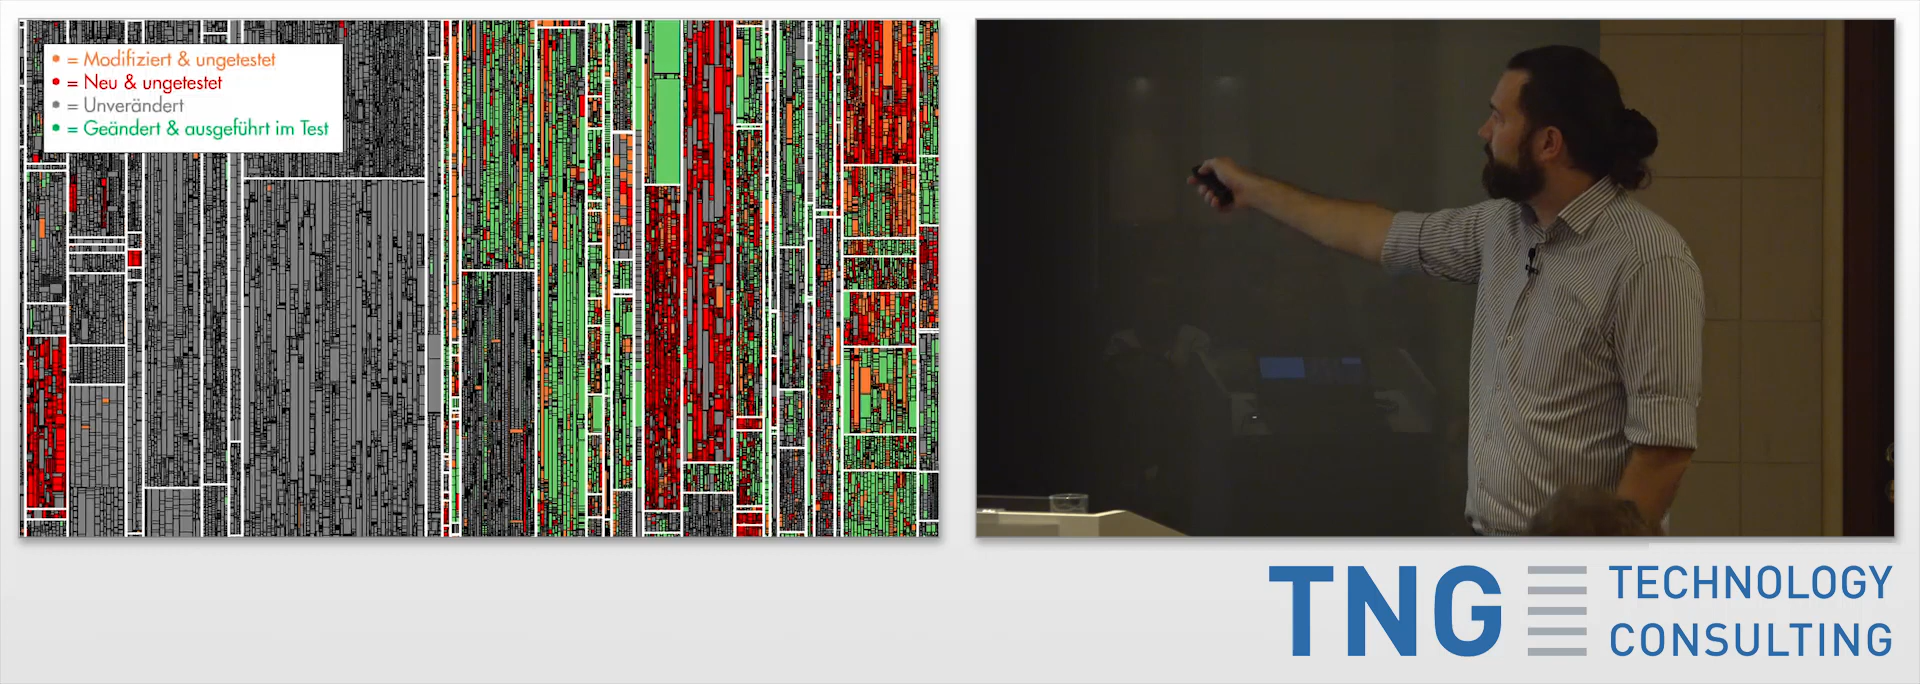 • = Modifiziert & ungetestet
• = Neu & ungetestet
• = Unverändert
• = Geändert & ausgeführt im Test
TNG TECHNOLOGY
CONSULTING